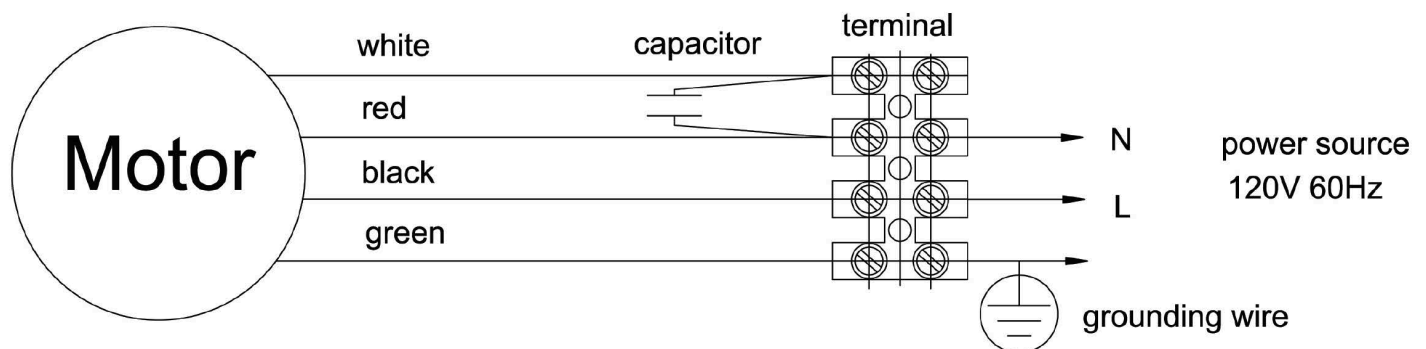 terminal
white
capacitor
red
Motor
N
power source
black
120V 60Hz
L
green
grounding wire